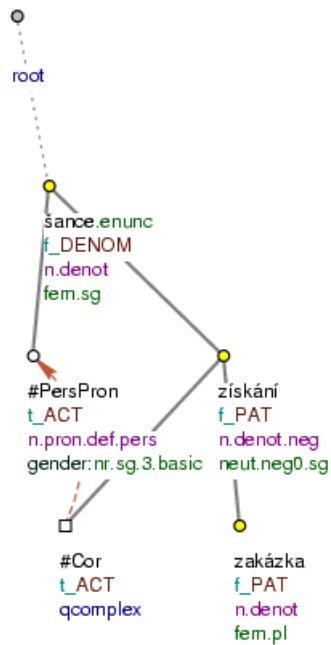 root
šance.enunc
f_DENOM
n.denot
fem.sg
#PersPron
t_ACT
n.pron.def.pers
gender:nr.sg.3.basic
získání
f_PAT
n.denot.neg
neut.neg0.sg
#Cor
t_ACT
qcomplex
zakázka
f_PAT
n.denot
fem.pl